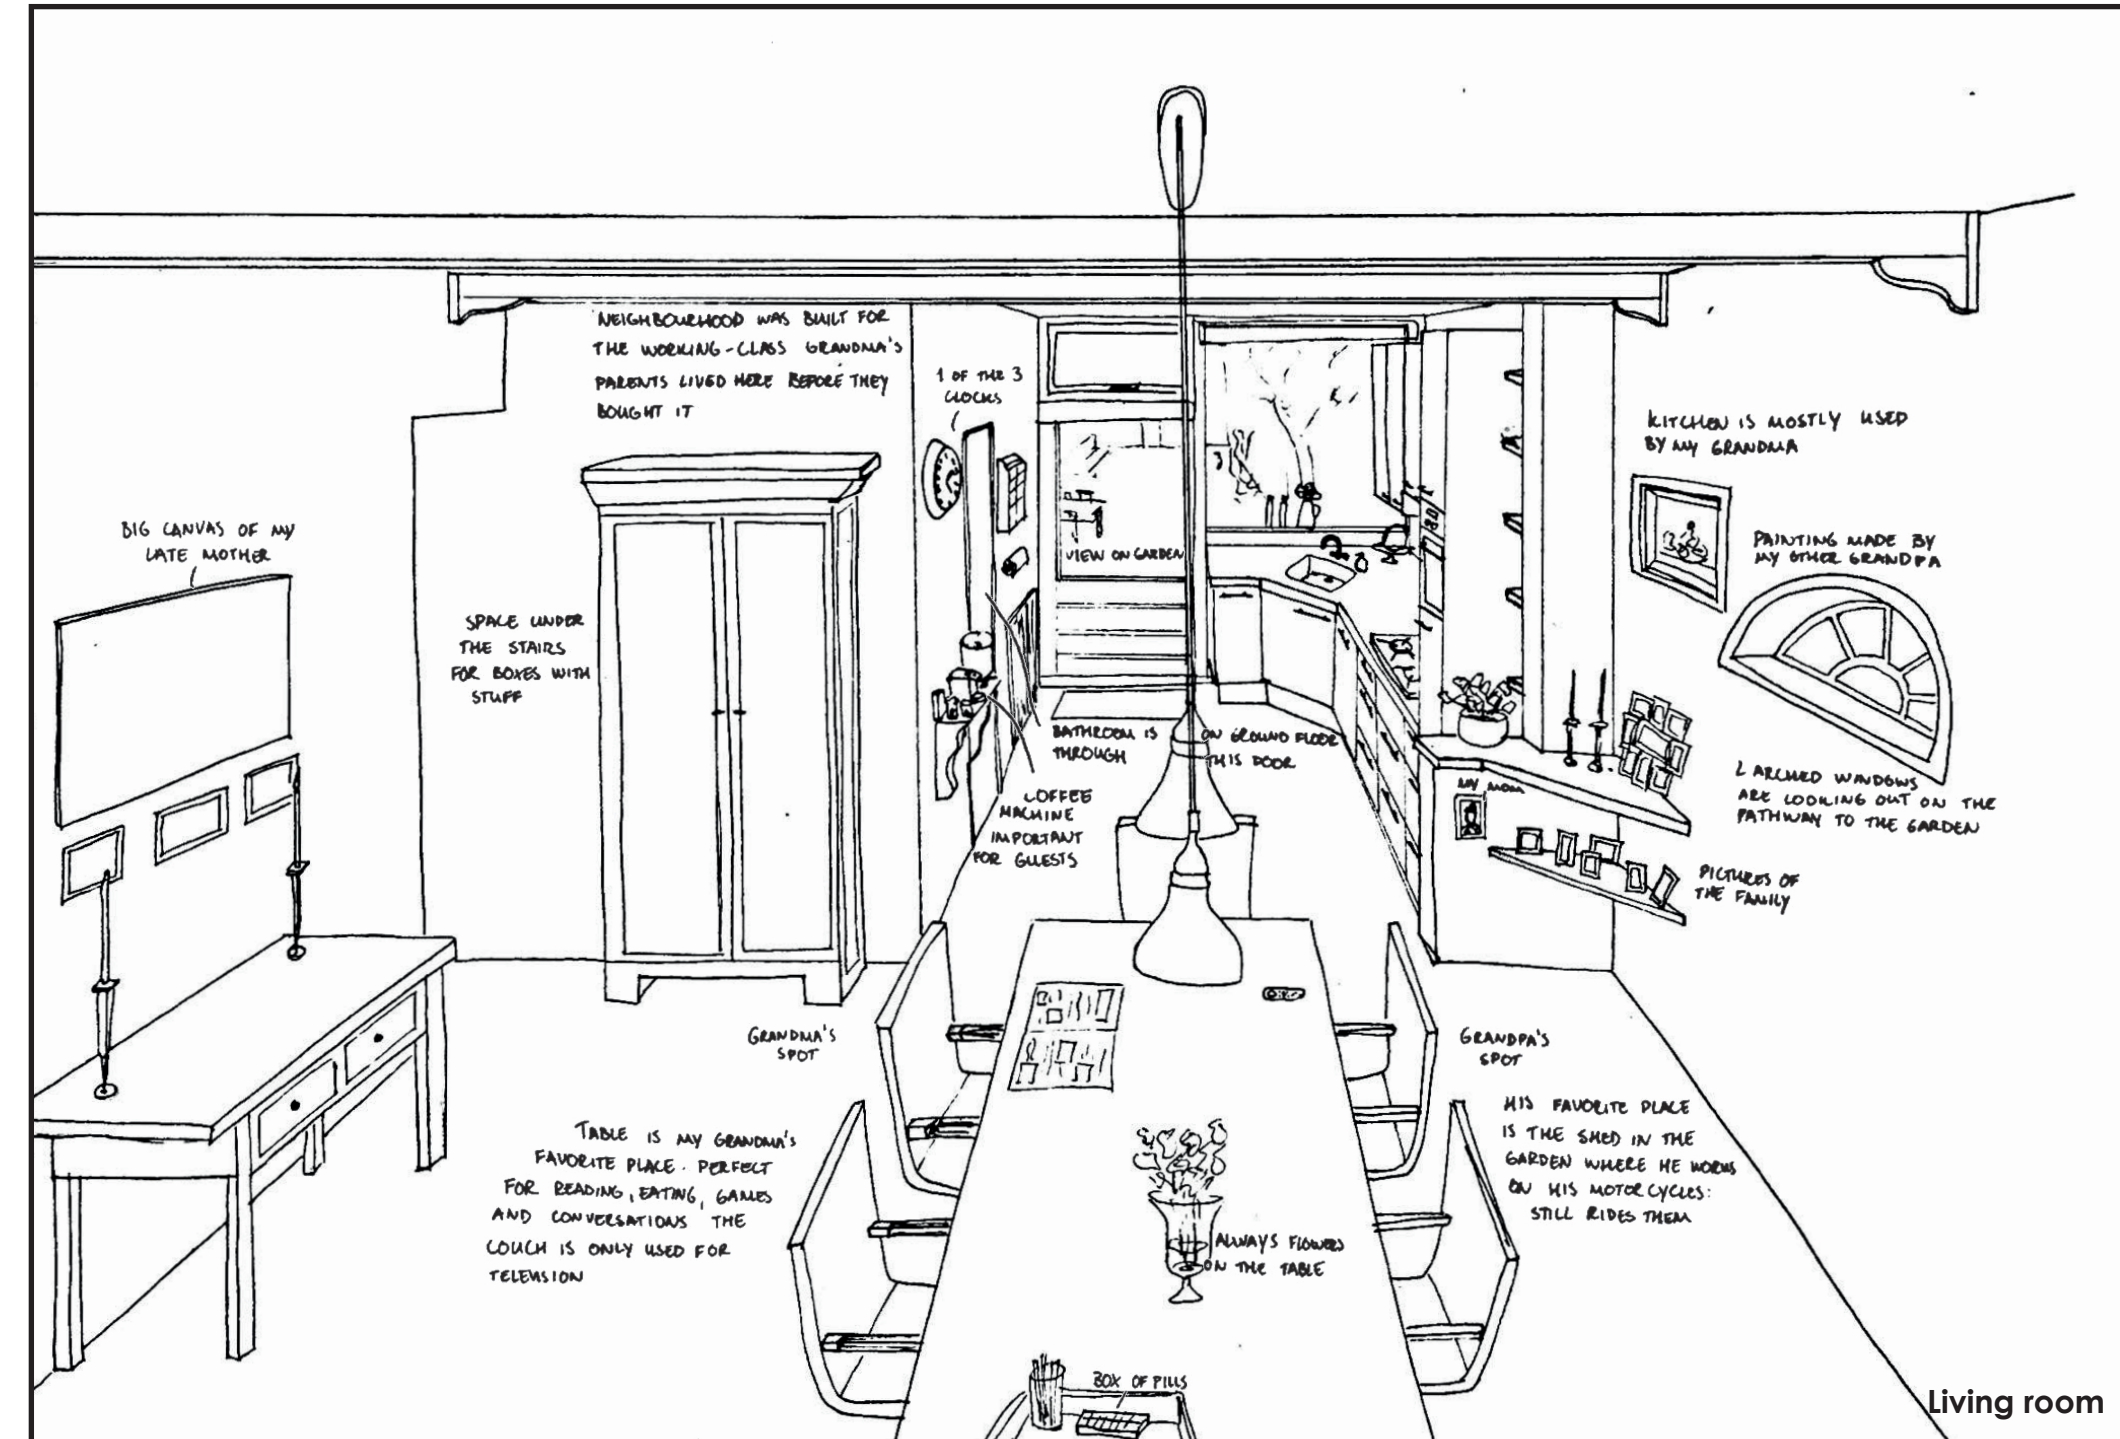 NEIGHBOURHOOD WAS BUILT FOR
THE WORKING-CLASS GRANDMA'S
PARENTS LIVED HERE BEFORE THEY
BOUGHT IT
1 OF THE 3
CLOCKS
KITCHEN IS MOSTLY USED
BY MY GRANDMA
BIG CANVAS OF MY
LATE MOTHER
VIEW ON GARDEN
PAINTING MADE BY
MY OTHER GRANDPA
SPACE UNDER
THE STAIRS
FOR BOXES WITH
STUFF
BATHROOM IS ON GROUND FLOOR
THROUGH THIS DOOR
2 ARCHED WINDOWS
ARE LOOKING OUT ON THE
PATHWAY TO THE GARDEN
MY MOM
COFFEE
MACHINE
IMPORTANT
FOR GUESTS
PICTURES OF
THE FAMILY
GRANDMA'S
SPOT
GRANDPA'S
SPOT
TABLE IS MY GRANDMA'S
FAVORITE PLACE. PERFECT
FOR READING, EATING, GAMES
AND CONVERSATIONS THE
COUCH IS ONLY USED FOR
TELEVISION
HIS FAVORITE PLACE
IS THE SHED IN THE
GARDEN WHERE HE WORKS
ON HIS MOTORCYCLES:
STILL RIDES THEM
ALWAYS FLOWERS
ON THE TABLE
BOX OF PILLS
Living room